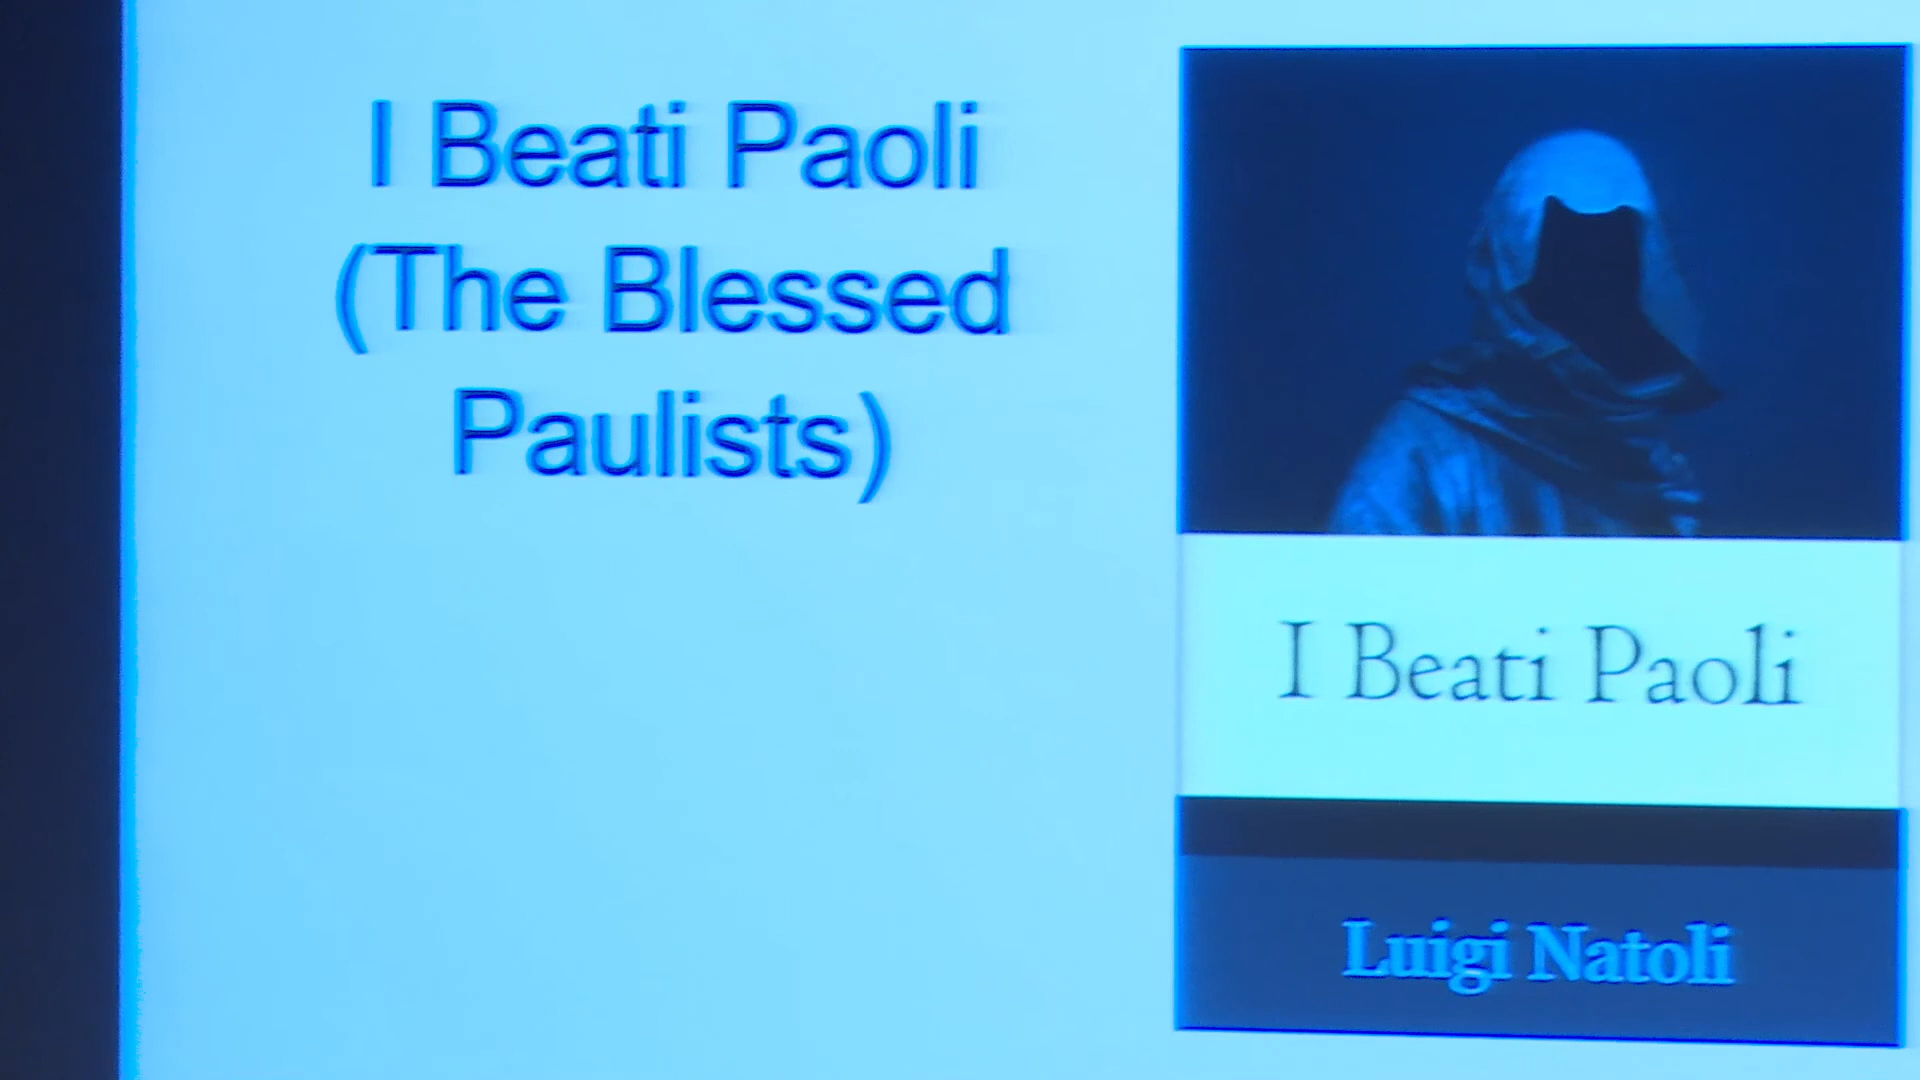 I Beati Paoli
(The Blessed
Paulists)
I Beati Paoli
Luigi Natoli